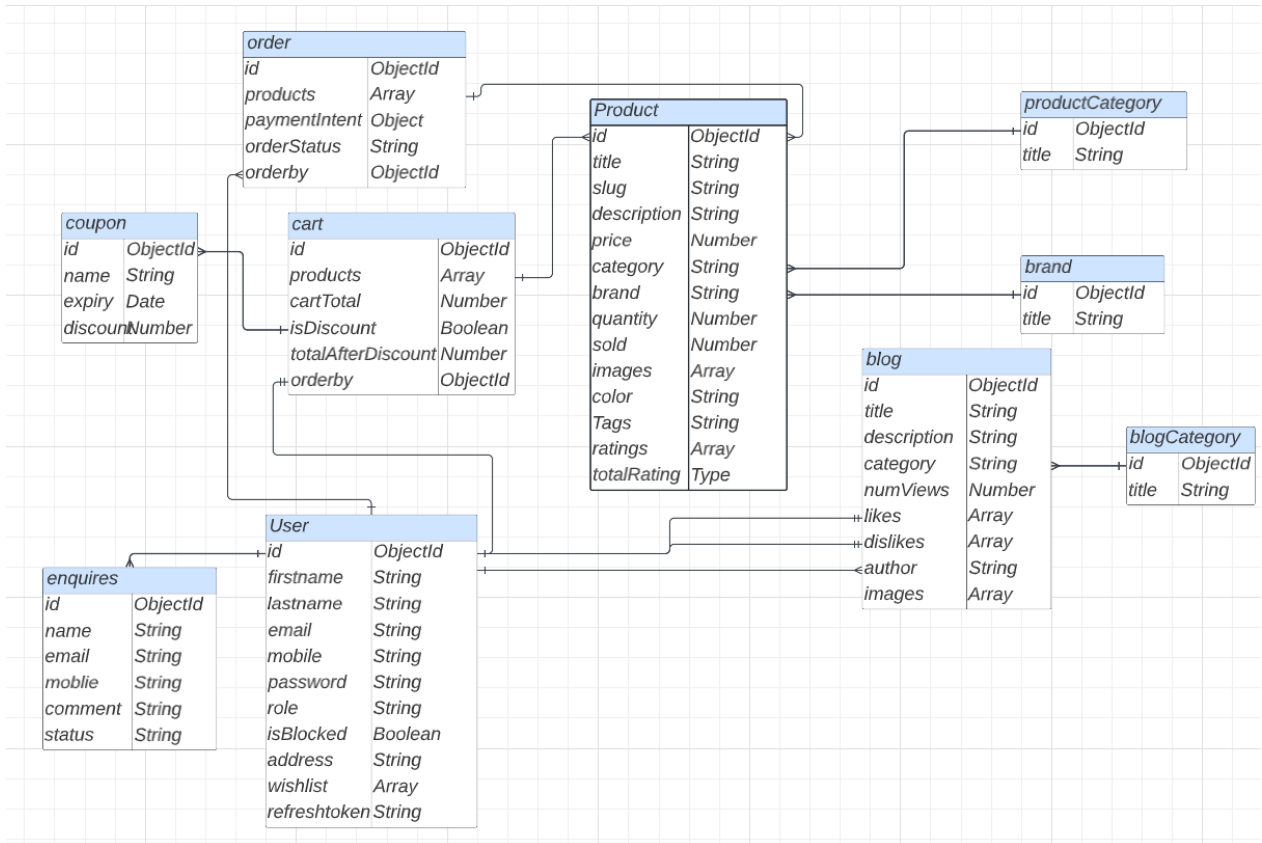 order
id ObjectId
products Array
paymentIntent Object
orderStatus String
orderby ObjectId
Product
id ObjectId
title String
slug String
description String
price Number
category String
brand String
quantity Number
sold Number
images Array
color String
Tags String
ratings Array
totalRating Type
productCategory
id ObjectId
title String
coupon
id ObjectId
name String
expiry Date
discount Number
cart
id ObjectId
products Array
cartTotal Number
isDiscount Boolean
totalAfterDiscount Number
orderby ObjectId
brand
id ObjectId
title String
blog
id ObjectId
title String
description String
category String
numViews Number
likes Array
dislikes Array
author String
images Array
blogCategory
id ObjectId
title String
User
id ObjectId
firstname String
lastname String
email String
mobile String
password String
role String
isBlocked Boolean
address String
wishlist Array
refreshtoken String
enquires
id ObjectId
name String
email String
moblie String
comment String
status String